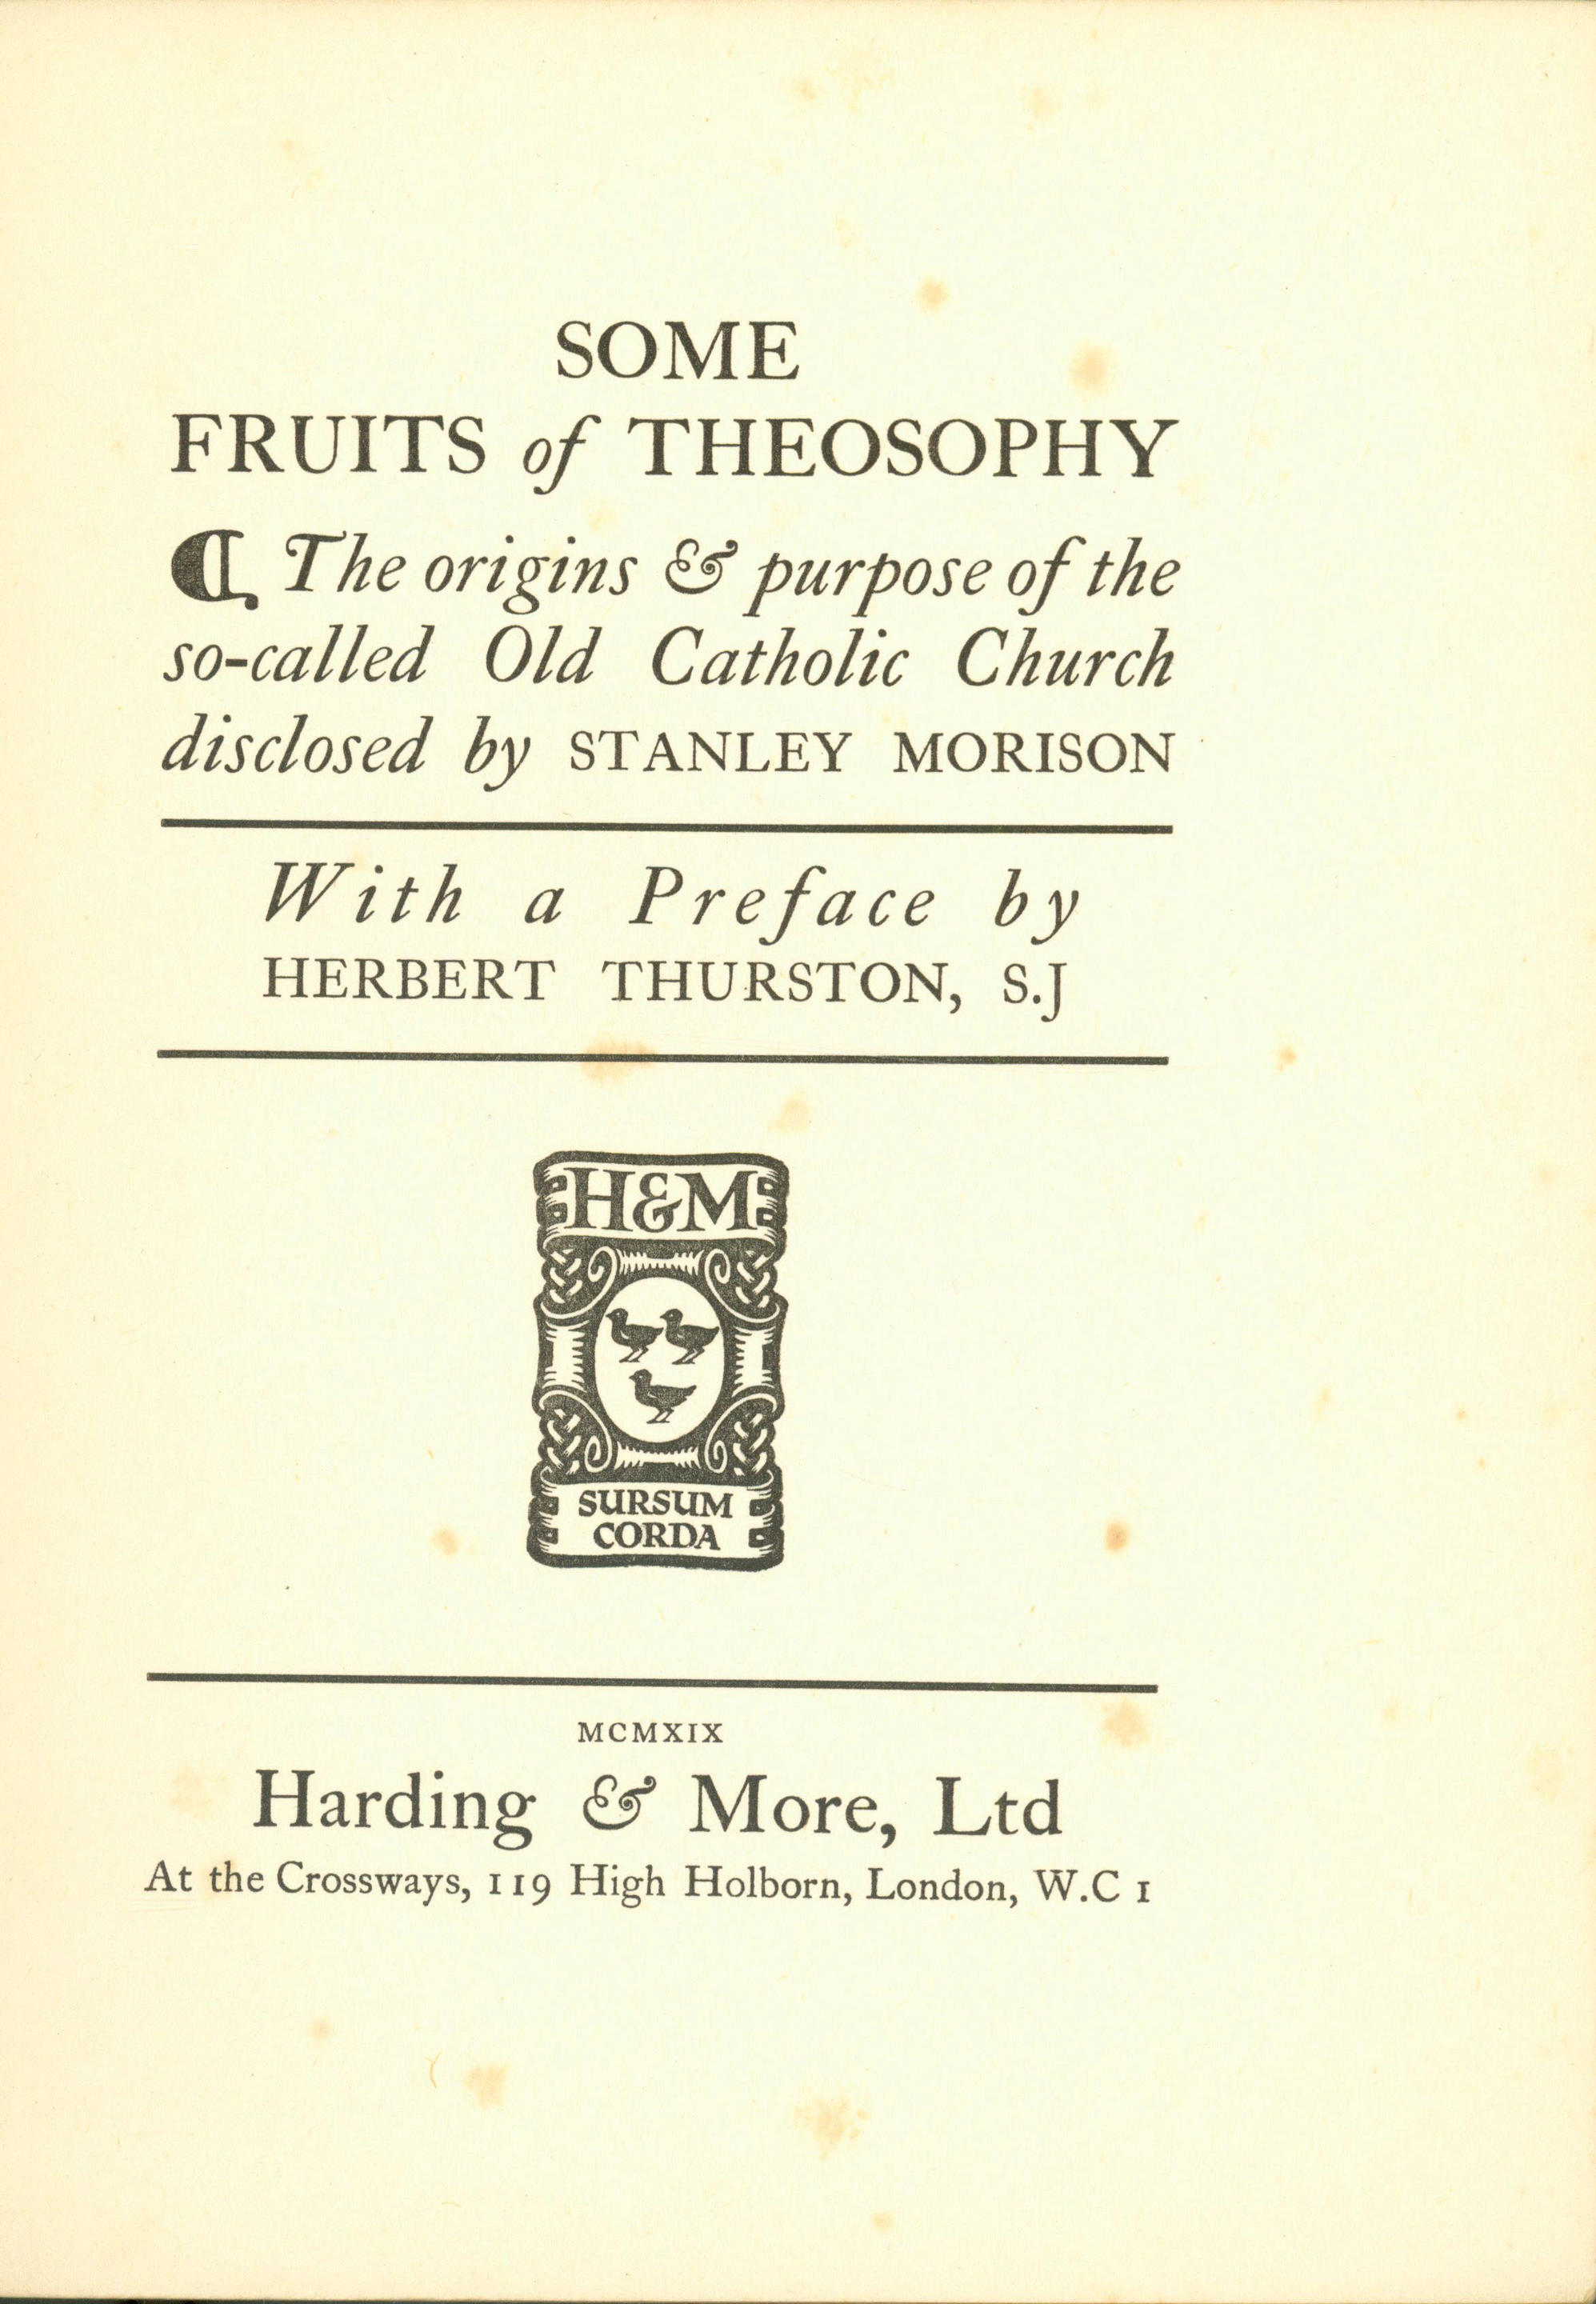 SOME
FRUITS of THEOSOPHY
⁋ The origins & purpose of the
so-called Old Catholic Church
disclosed by STANLEY MORISON
With a Preface by
HERBERT THURSTON, S.J
H&M
SURSUM
CORDA
MCMXIX
Harding & More, Ltd
At the Crossways, 119 High Holborn, London, W.C 1